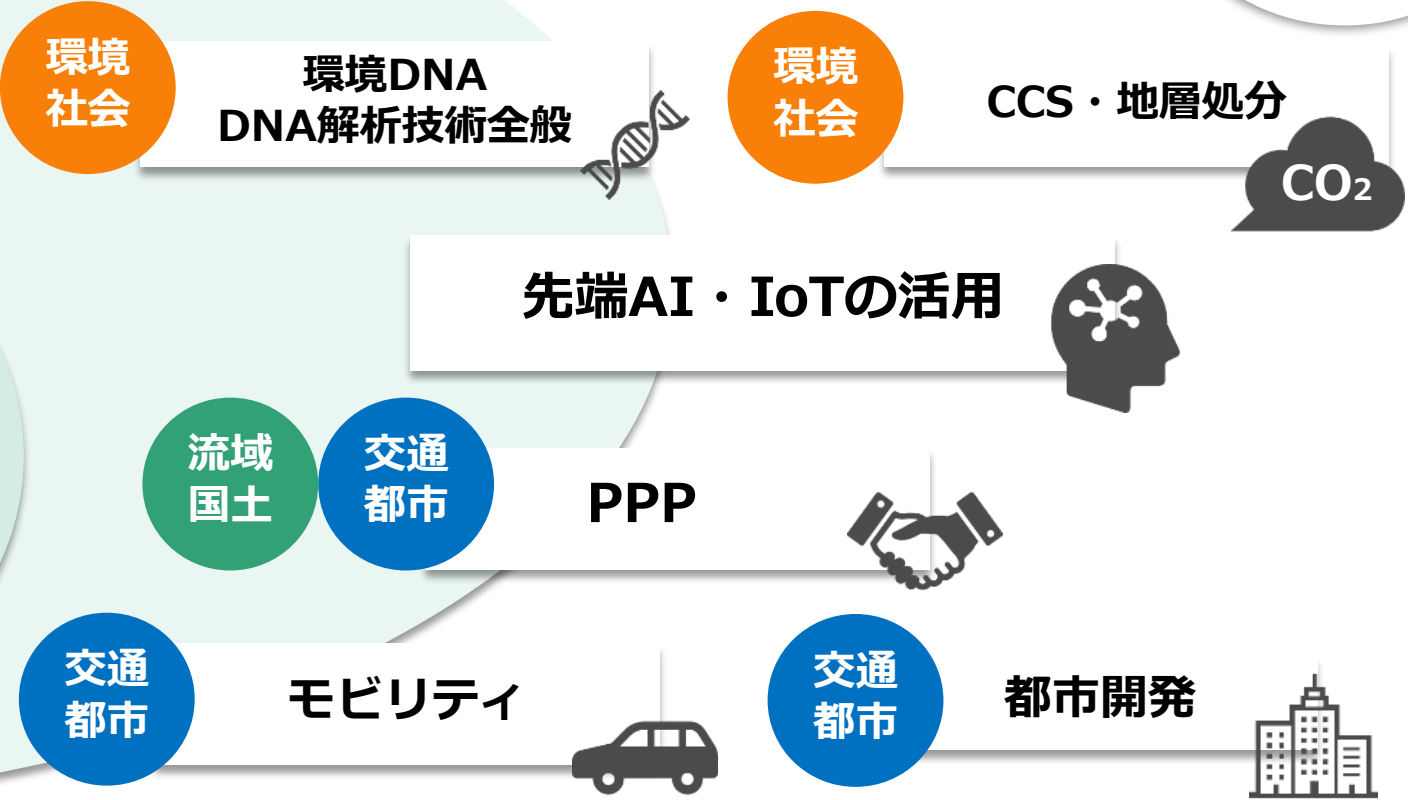 環境
社会
環境DNA
DNA解析技術全般
環境
社会
CCS・地層処分
CO₂
先端AI・IoTの活用
流域
国土
交通
都市
PPP
交通
都市
モビリティ
交通
都市
都市開発